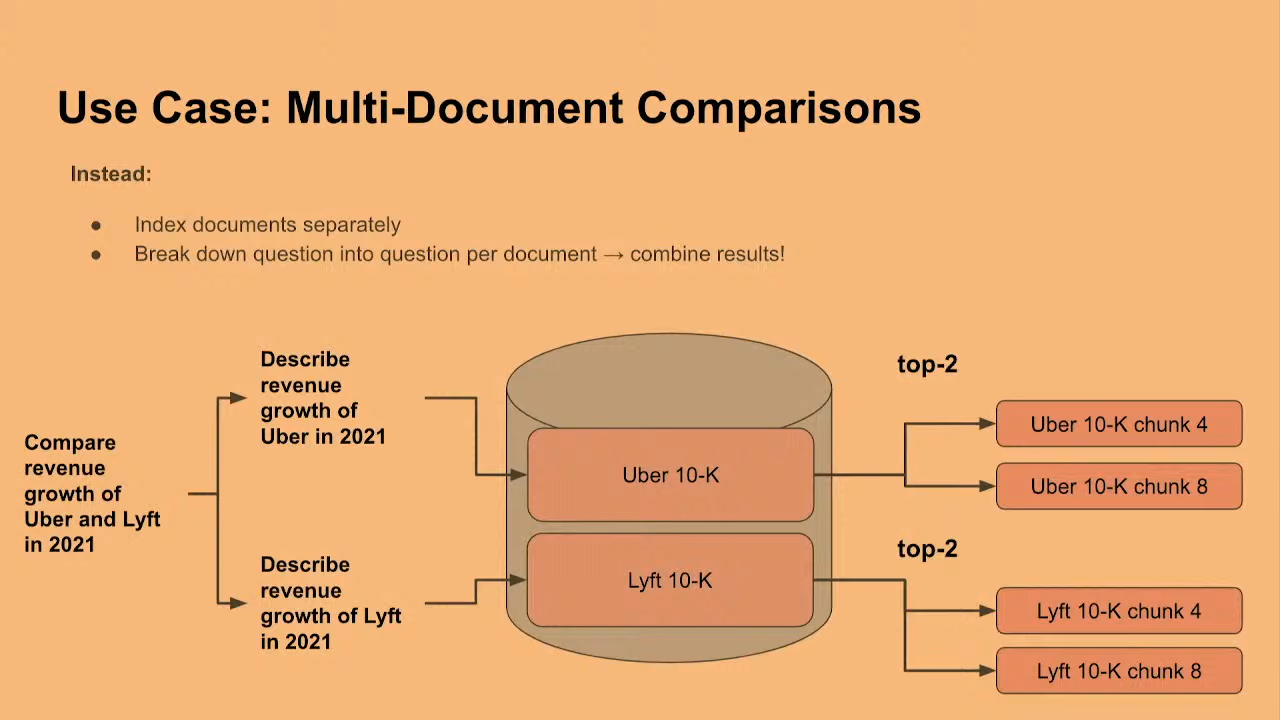 Use Case: Multi-Document Comparisons
Instead:
● Index documents separately
● Break down question into question per document → combine results!
Compare
revenue
growth of
Uber and Lyft
in 2021
Describe
revenue
growth of
Uber in 2021
Describe
revenue
growth of Lyft
in 2021
Uber 10-K
Lyft 10-K
top-2
Uber 10-K chunk 4
Uber 10-K chunk 8
top-2
Lyft 10-K chunk 4
Lyft 10-K chunk 8